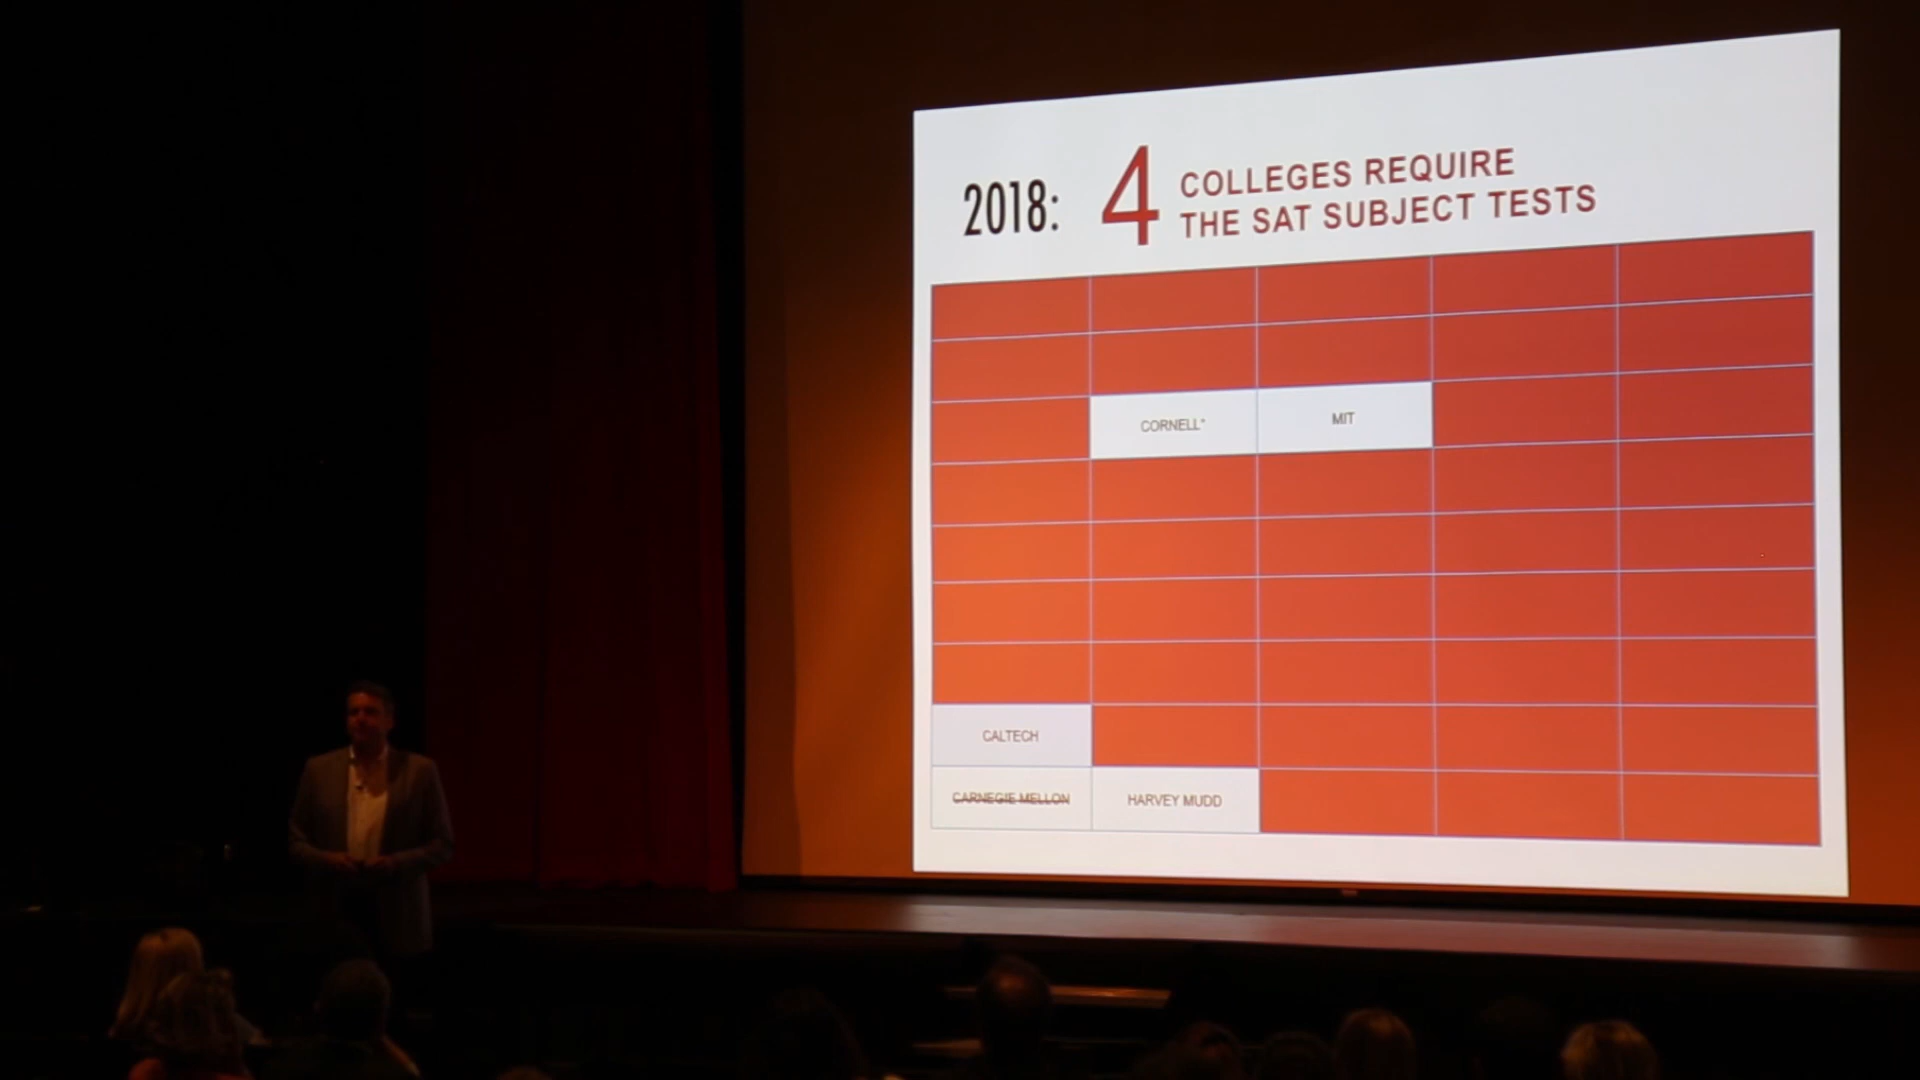 2018: 4 COLLEGES REQUIRE
THE SAT SUBJECT TESTS
CORNELL* MIT
CALTECH
CARNEGIE MELLON HARVEY MUDD